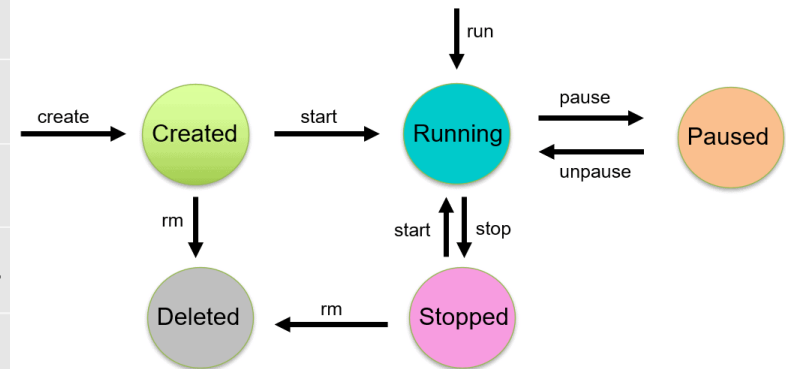 run
create
Created
start
Running
pause
unpause
Paused
rm
start
stop
Deleted
rm
Stopped